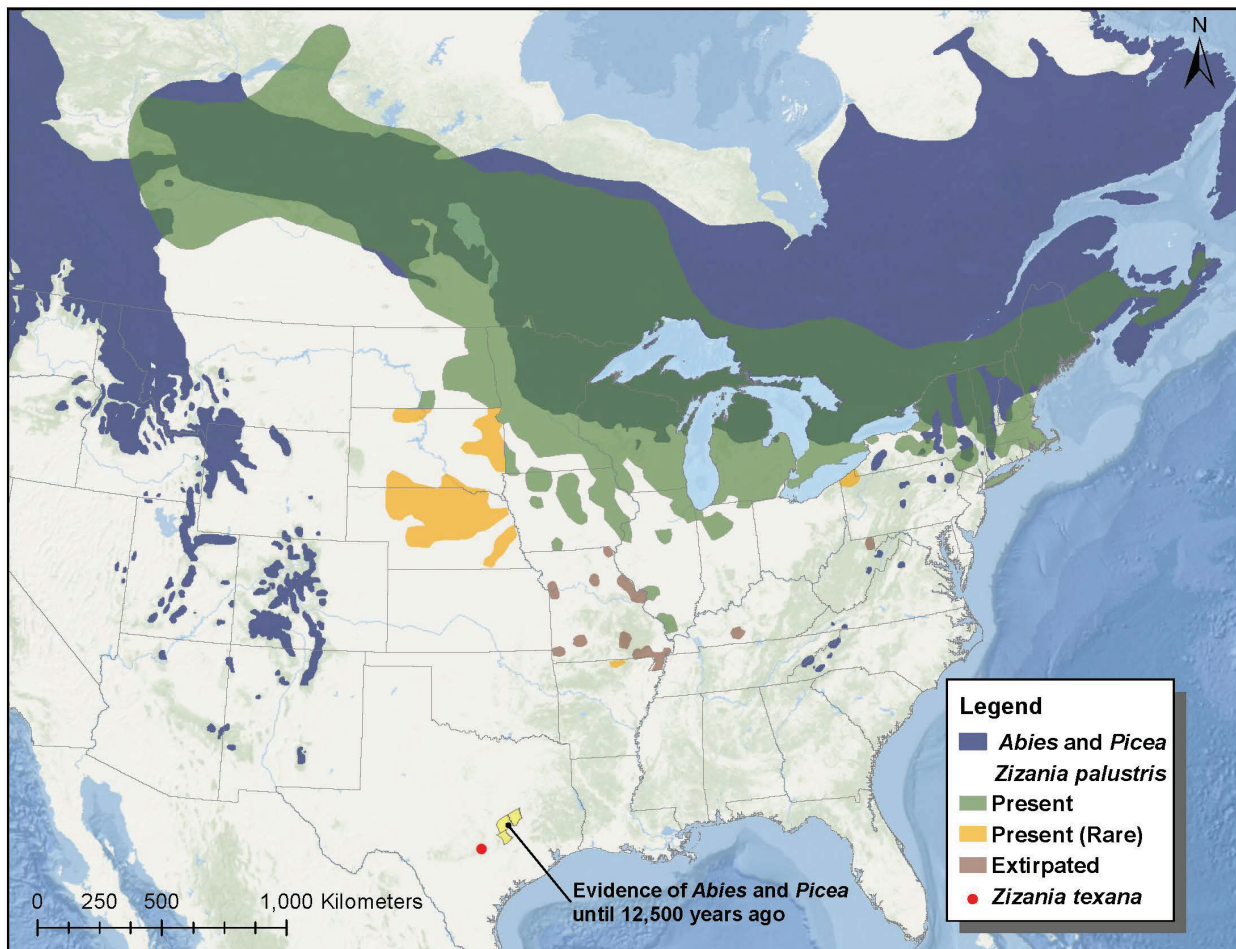 N
Legend
Abies and Picea
Zizania palustris
Present
Present (Rare)
Extirpated
Zizania texana
Evidence of Abies and Picea
until 12,500 years ago
0 250 500 1,000 Kilometers